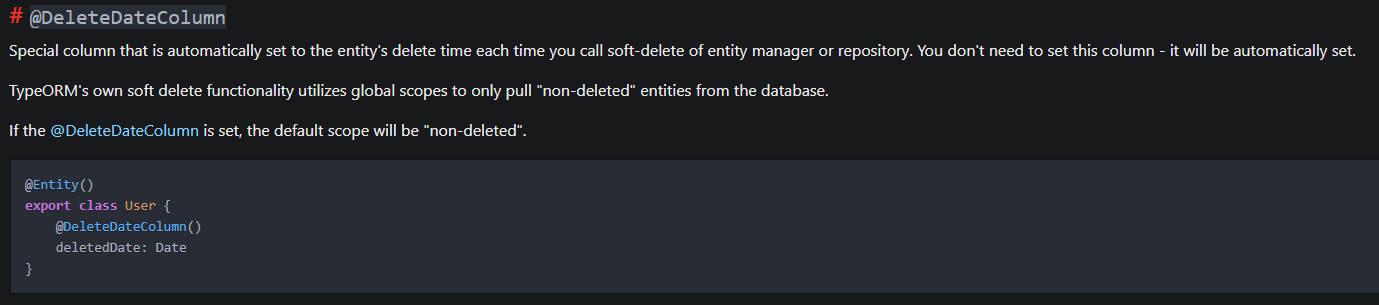 # @DeleteDateColumn
Special column that is automatically set to the entity's delete time each time you call soft-delete of entity manager or repository. You don't need to set this column - it will be automatically set.
TypeORM's own soft delete functionality utilizes global scopes to only pull "non-deleted" entities from the database.
If the @DeleteDateColumn is set, the default scope will be "non-deleted".
@Entity()
export class User {
    @DeleteDateColumn()
    deletedDate: Date
}